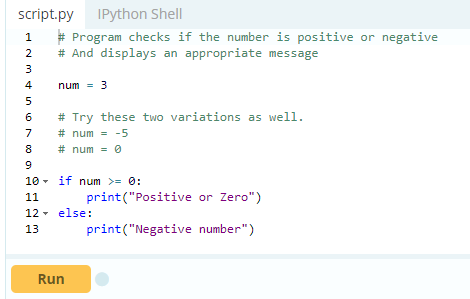 script.py IPython Shell
1 # Program checks if the number is positive or negative
2 # And displays an appropriate message
3
4 num = 3
5
6 # Try these two variations as well.
7 # num = -5
8 # num = 0
9
10 if num >= 0:
11     print("Positive or Zero")
12 else:
13     print("Negative number")
Run